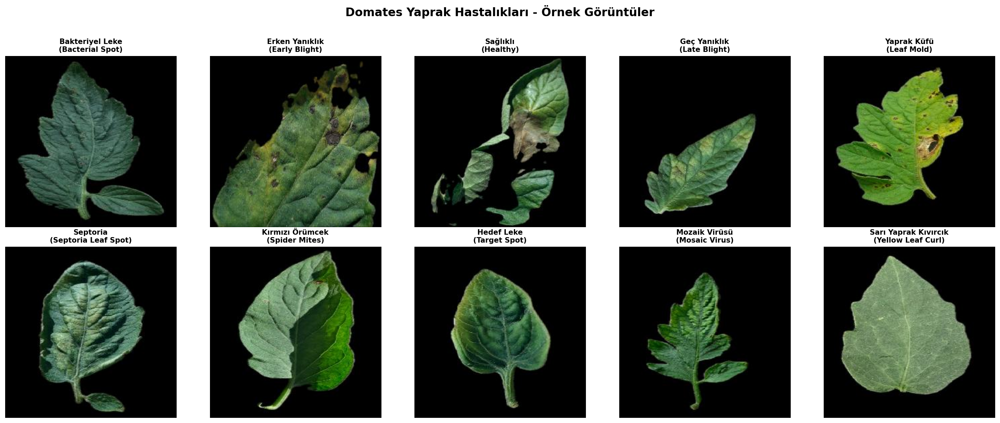 Domates Yaprak Hastalıkları - Örnek Görüntüler
Bakteriyel Leke
(Bacterial Spot)
Erken Yanıklık
(Early Blight)
Sağlıklı
(Healthy)
Geç Yanıklık
(Late Blight)
Yaprak Küfü
(Leaf Mold)
Septoria
(Septoria Leaf Spot)
Kırmızı Örümcek
(Spider Mites)
Hedef Leke
(Target Spot)
Mozaik Virüsü
(Mosaic Virus)
Sarı Yaprak Kıvırcık
(Yellow Leaf Curl)